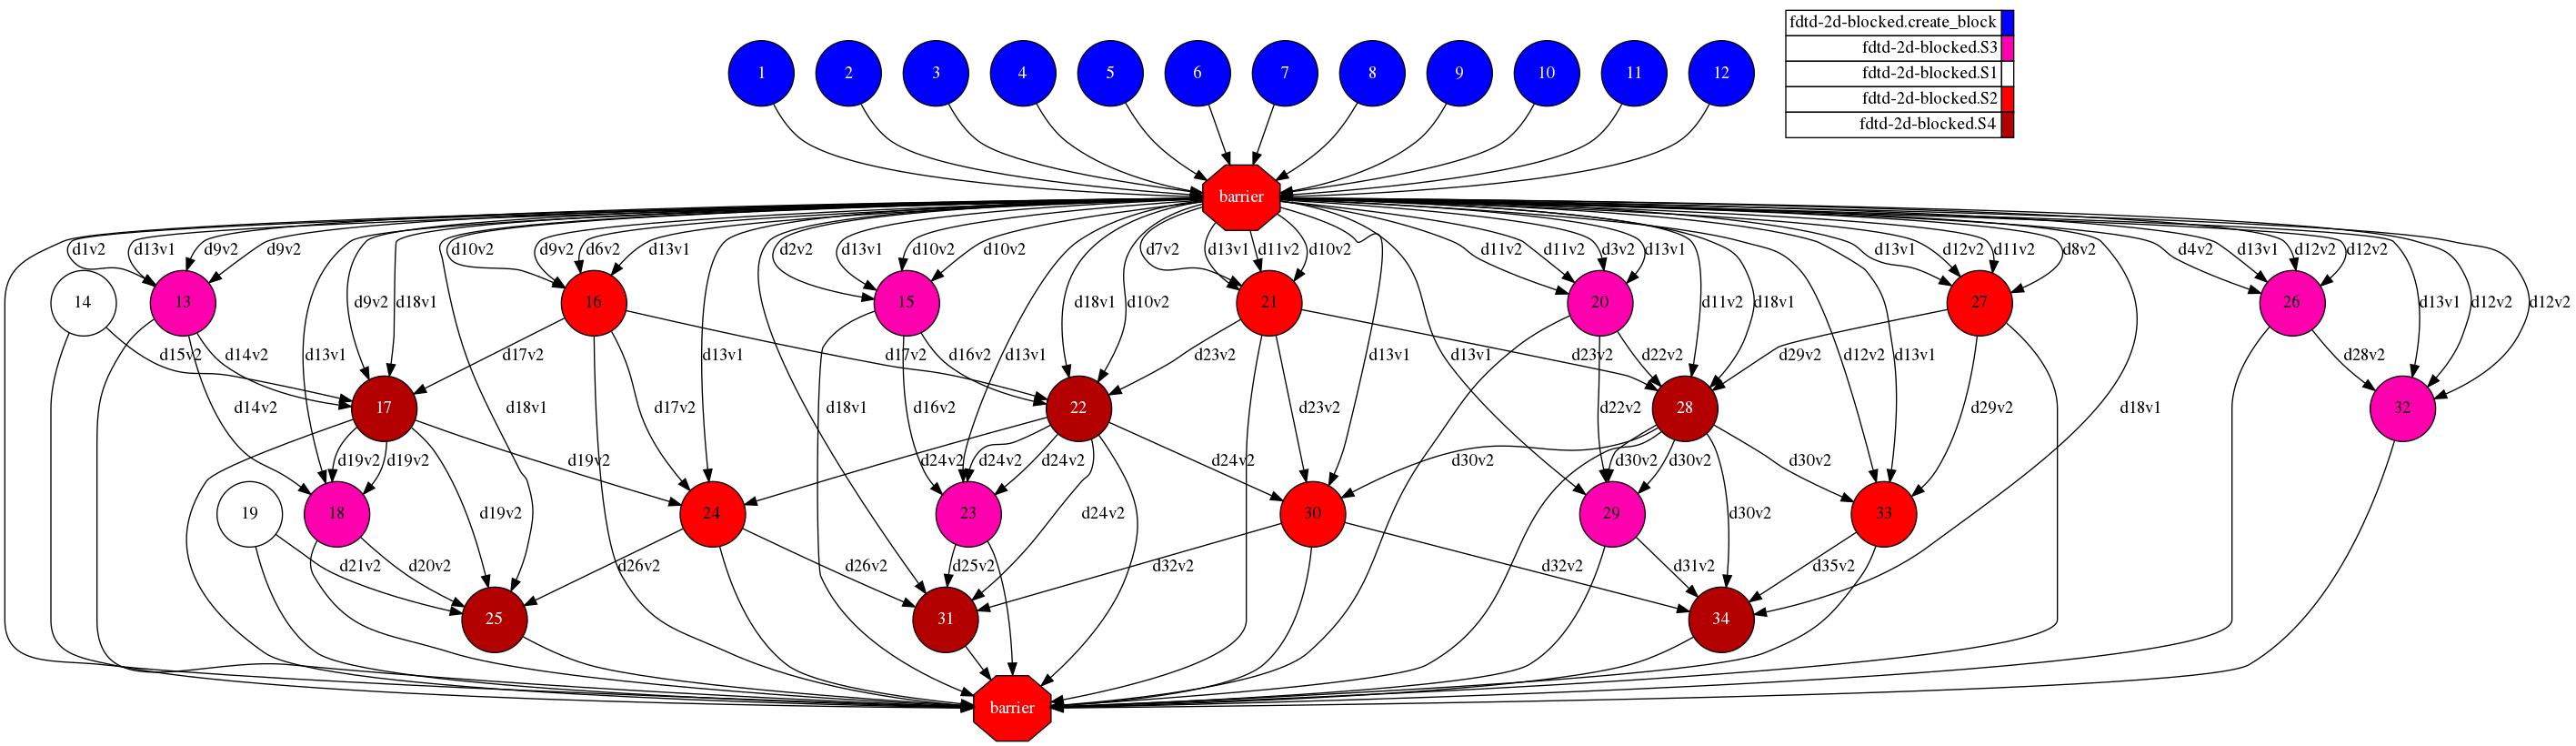 fdtd-2d-blocked.create_block
1 2 3 4 5 6 7 8 9 10 11 12
fdtd-2d-blocked.S3
fdtd-2d-blocked.S1
fdtd-2d-blocked.S2
fdtd-2d-blocked.S4
barrier
d1v2 d13v1 d9v2 d9v2 d10v2 d9v2 d6v2 d13v1 d2v2 d13v1 d10v2 d10v2 d7v2 d13v1 d11v2 d10v2 d11v2 d11v2 d3v2 d13v1 d13v1 d12v2 d11v2 d8v2 d4v2 d13v1 d12v2 d12v2
14 13 16 15 21 20 27 26
d9v2 d18v1 d18v1 d10v2 d11v2 d18v1 d13v1 d12v2 d12v2
d15v2 d14v2 d13v1 d17v2 d13v1 d17v2 d16v2 d13v1 d23v2 d13v1 d13v1 d23v2 d22v2 d29v2 d12v2 d13v1 d28v2
17 22 28 32
d14v2 d18v1 d17v2 d18v1 d16v2 d23v2 d22v2 d29v2 d18v1
d19v2 d19v2 d19v2 d24v2 d24v2 d24v2 d24v2 d30v2 d30v2 d30v2 d30v2
19 18 d19v2 24 23 d24v2 30 29 d30v2 33
d21v2 d20v2 d26v2 d26v2 d25v2 d32v2 d32v2 d31v2 d35v2
25 31 34
barrier